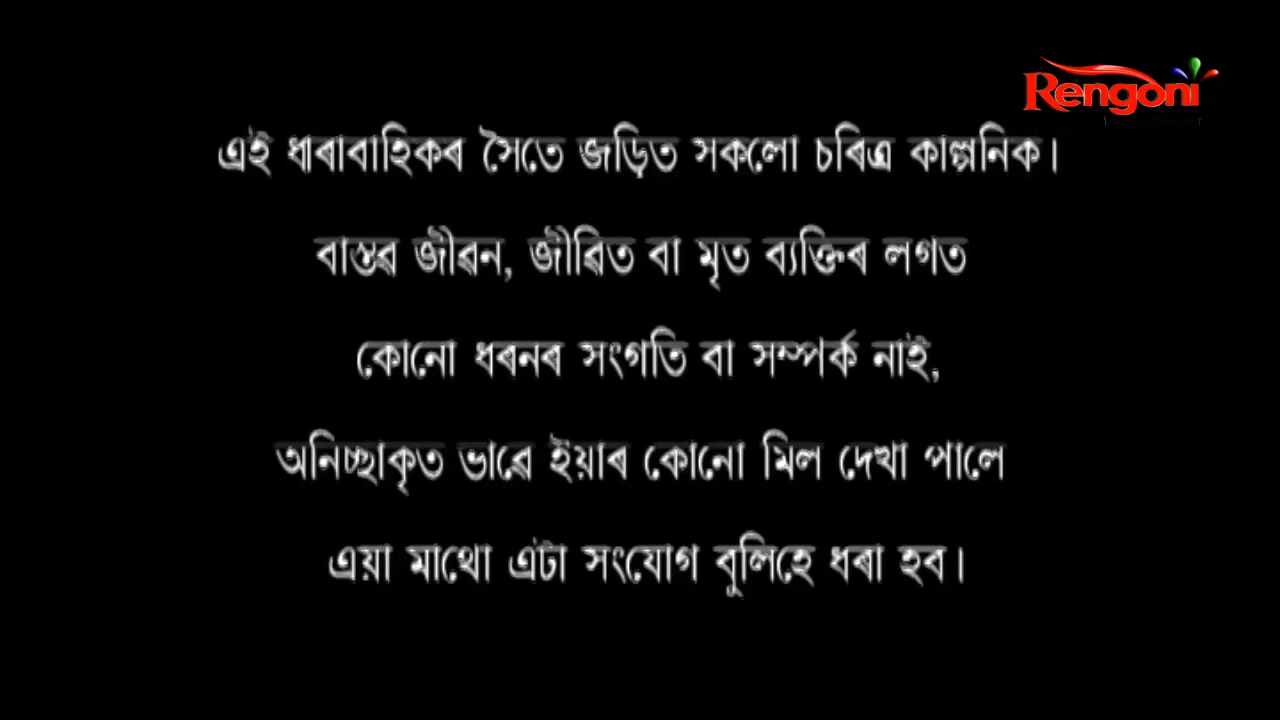 Rengoni
এই ধাৰাবাহিকৰ সৈতে জড়িত সকলো চৰিত্ৰ কাল্পনিক।
বাস্তৱ জীৱন, জীৱিত বা মৃত ব্যক্তিৰ লগত
কোনো ধৰনৰ সংগতি বা সম্পৰ্ক নাই,
অনিচ্ছাকৃত ভাৱে ইয়াৰ কোনো মিল দেখা পালে
এয়া মাথো এটা সংযোগ বুলিহে ধৰা হব।